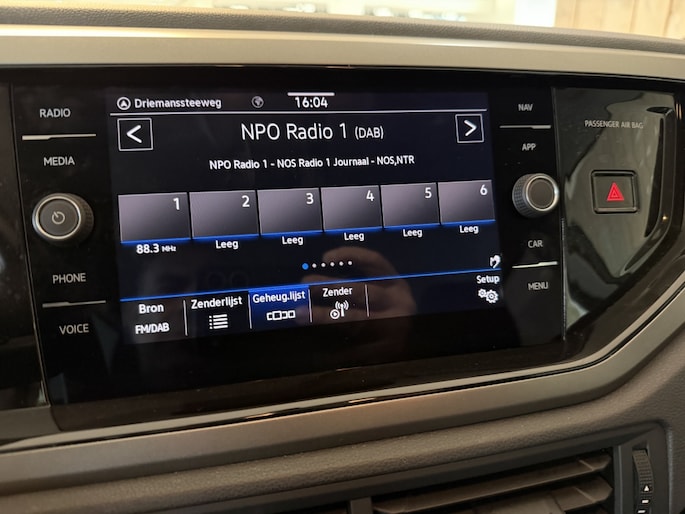 Driemanssteeweg
16:04
RADIO
NAV
PASSENGER AIR BAG
NPO Radio 1 (DAB)
MEDIA
APP
NPO Radio 1 - NOS Radio 1 Journaal - NOS,NTR
1 2 3 4 5 6
88.3 MHz Leeg Leeg Leeg Leeg Leeg
CAR
PHONE
MENU
VOICE
Bron
FM/DAB
Zenderlijst
Geheug.lijst
Zender
Setup